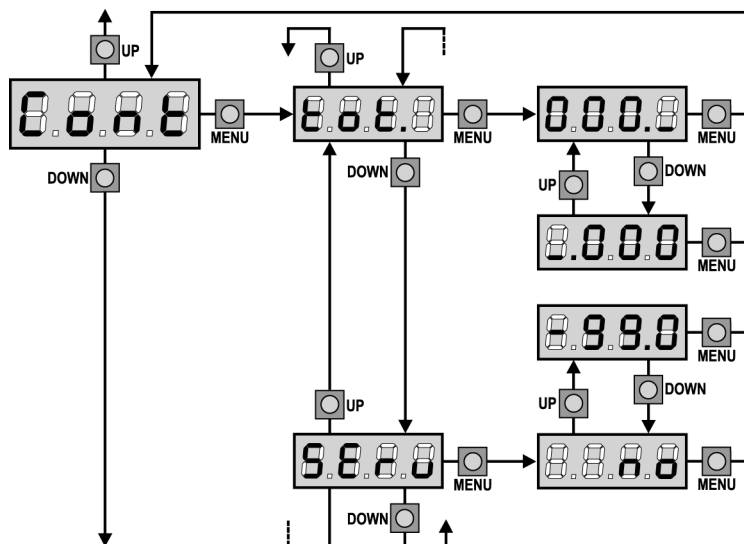 UP
UP
Cont
MENU
tot.
MENU
000._
MENU
DOWN
DOWN
UP
DOWN
_.000
MENU
-99.0
MENU
UP
UP
DOWN
SErv
MENU
no
MENU
DOWN